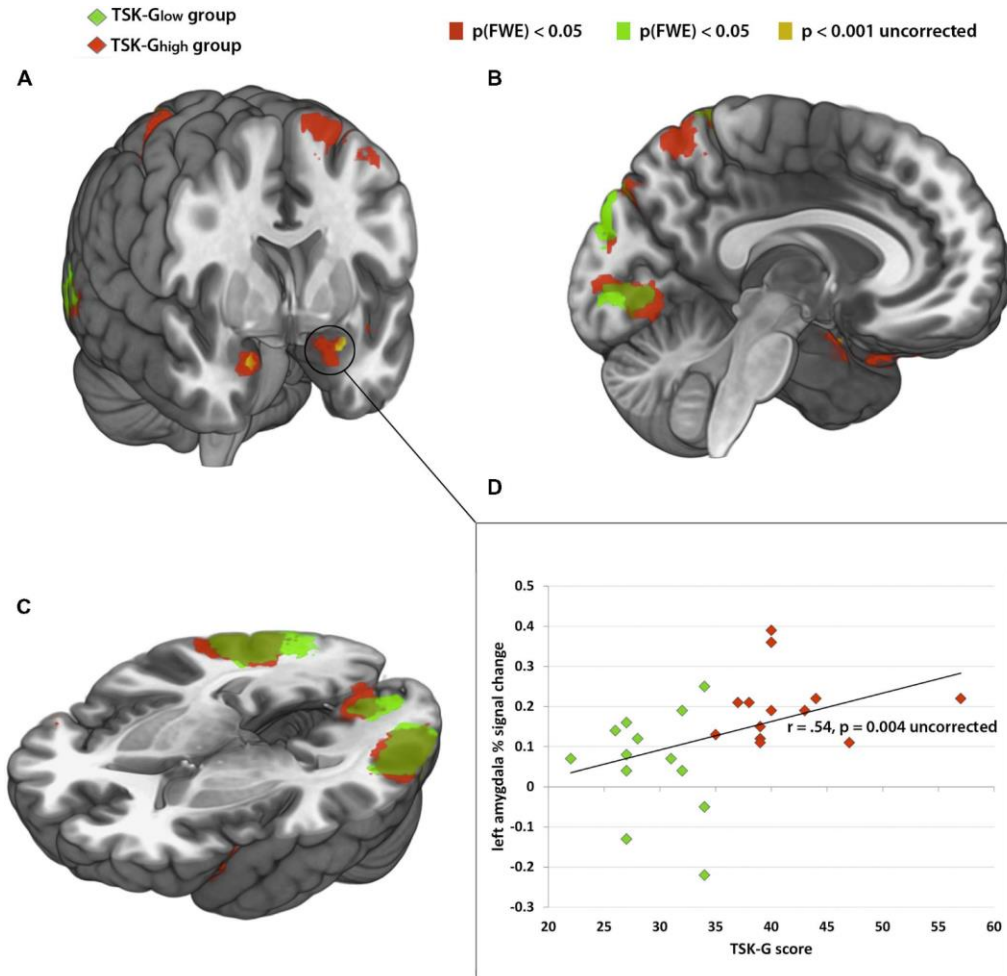 TSK-Glow group
TSK-Ghigh group
p(FWE) < 0.05
p(FWE) < 0.05
p < 0.001 uncorrected
A
B
C
D
left amygdala % signal change
0.5
0.4
0.3
0.2
0.1
0
-0.1
-0.2
-0.3
r = .54, p = 0.004 uncorrected
20 25 30 35 40 45 50 55 60
TSK-G score